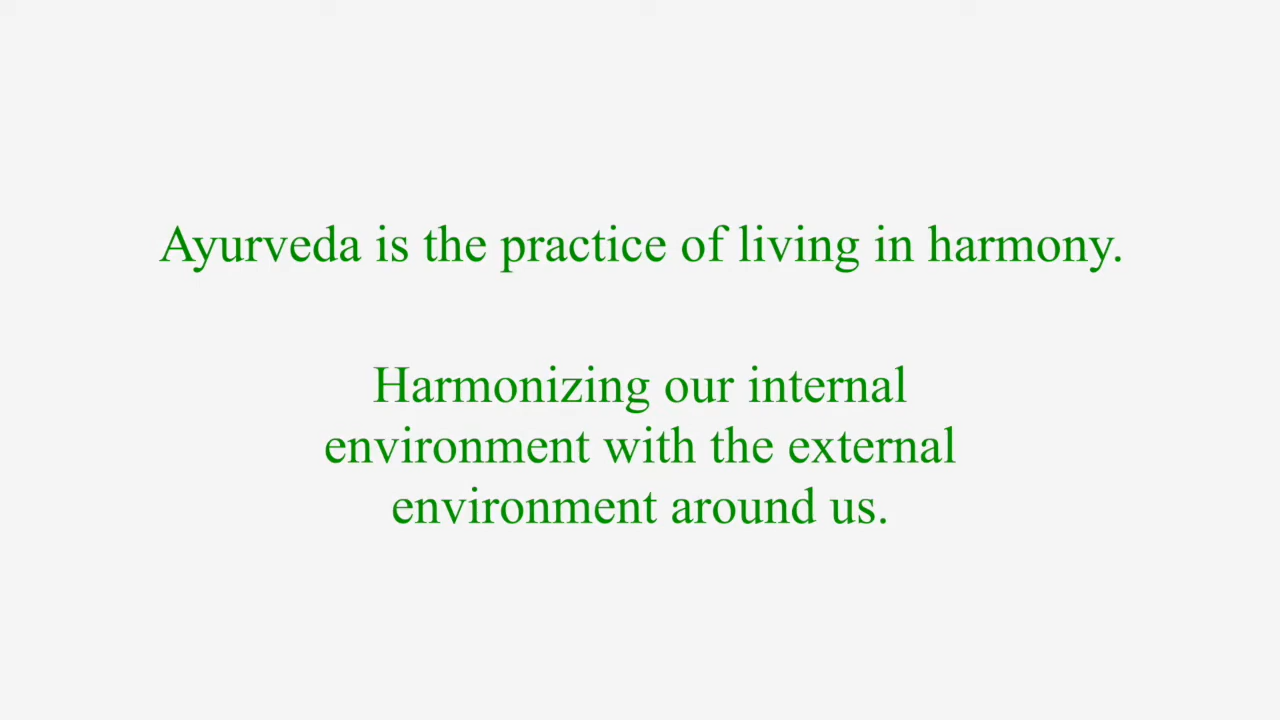 Ayurveda is the practice of living in harmony.
Harmonizing our internal
environment with the external
environment around us.